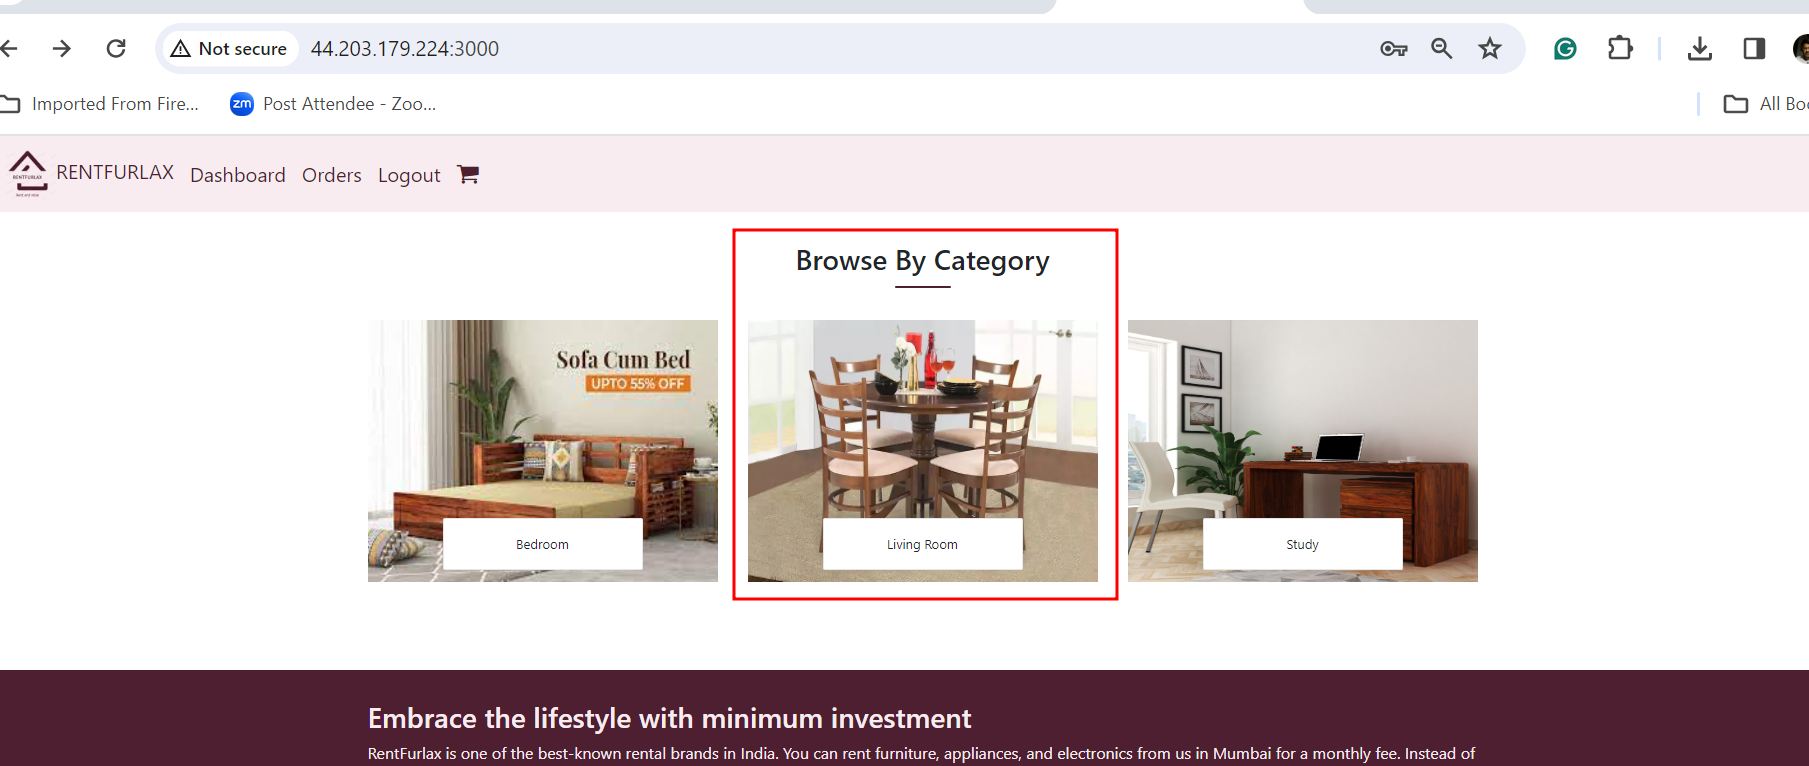 Not secure
44.203.179.224:3000
Imported From Fire...
zm
Post Attendee - Zoo...
All Boo
RENTFURLAX
RENTFURLAX
Dashboard
Orders
Logout
Browse By Category
Sofa Cum Bed
UPTO 55% OFF
Bedroom
Living Room
Study
Embrace the lifestyle with minimum investment
RentFurlax is one of the best-known rental brands in India. You can rent furniture, appliances, and electronics from us in Mumbai for a monthly fee. Instead of